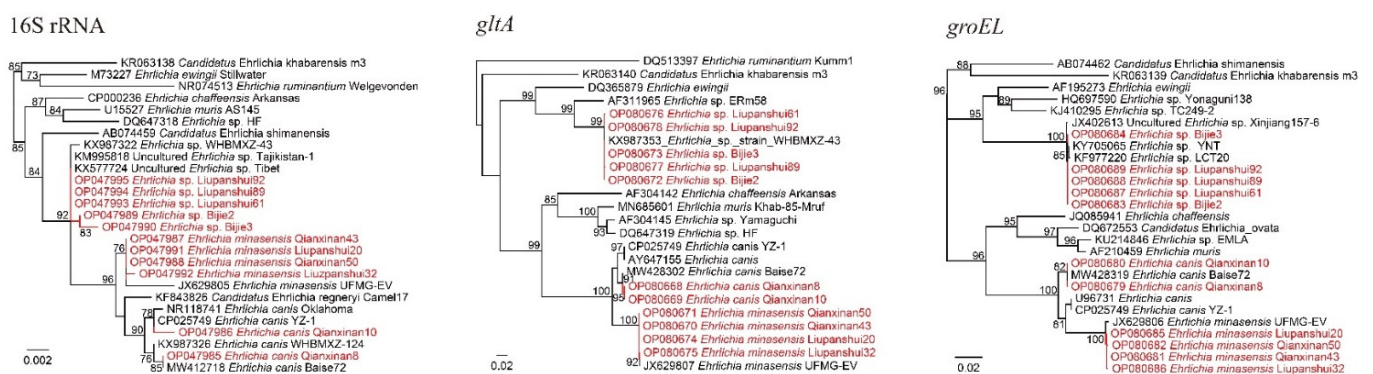 16S rRNA
85
KR063138 Candidatus Ehrlichia khabarensis m3
73
M73227 Ehrlichia ewingii Stillwater
NR074513 Ehrlichia ruminantium Welgevonden
87
CP000236 Ehrlichia chaffeensis Arkansas
85
U15527 Ehrlichia muris AS145
DQ647318 Ehrlichia sp. HF
85
AB074459 Candidatus Ehrlichia shimanensis
84
KX987322 Ehrlichia sp. WHBMXZ-43
KM995818 Uncultured Ehrlichia sp. Tajikistan-1
KX577724 Uncultured Ehrlichia sp. Tibet
OP047995 Ehrlichia sp. Liupanshui92
OP047994 Ehrlichia sp. Liupanshui89
OP047993 Ehrlichia sp. Liupanshui61
92
OP047989 Ehrlichia sp. Bijie2
OP047990 Ehrlichia sp. Bijie3
83
OP047987 Ehrlichia minasensis Qianxinan43
76
OP047991 Ehrlichia minasensis Liupanshui20
OP047988 Ehrlichia minasensis Qianxinan50
OP047992 Ehrlichia minasensis Liuzpanshui32
96
JX629805 Ehrlichia minasensis UFMG-EV
KF843826 Candidatus Ehrlichia regneryi Camel17
NR118741 Ehrlichia canis Oklahoma
78
CP025749 Ehrlichia canis YZ-1
90
OP047986 Ehrlichia canis Qianxinan10
KX987326 Ehrlichia canis WHBMXZ-124
76
OP047985 Ehrlichia canis Qianxinan8
85
MW412718 Ehrlichia canis Baise72
0.002
gltA
DQ513397 Ehrlichia ruminantium Kumm1
KR063140 Candidatus Ehrlichia khabarensis m3
DQ365879 Ehrlichia ewingii
99
AF311965 Ehrlichia sp. ERm58
99
OP080676 Ehrlichia sp. Liupanshui61
99
OP080678 Ehrlichia sp. Liupanshui92
KX987353_Ehrlichia_sp._strain_WHBMXZ-43
OP080673 Ehrlichia sp. Bijie3
OP080677 Ehrlichia sp. Liupanshui89
OP080672 Ehrlichia sp. Bijie2
AF304142 Ehrlichia chaffeensis Arkansas
85
MN685601 Ehrlichia muris Khab-85-Mruf
100
AF304145 Ehrlichia sp. Yamaguchi
93
DQ647319 Ehrlichia sp. HF
99
CP025749 Ehrlichia canis YZ-1
97
AY647155 Ehrlichia canis
MW428302 Ehrlichia canis Baise72
91
OP080668 Ehrlichia canis Qianxinan8
100
95
OP080669 Ehrlichia canis Qianxinan10
OP080671 Ehrlichia minasensis Qianxinan50
100
OP080670 Ehrlichia minasensis Qianxinan43
OP080674 Ehrlichia minasensis Liupanshui20
OP080675 Ehrlichia minasensis Liupanshui32
92
JX629807 Ehrlichia minasensis UFMG-EV
0.02
groEL
88
AB074462 Ehrlichia shimanensis
KR063139 Candidatus Ehrlichia khabarensis m3
96
AF195273 Ehrlichia ewingii
HQ697590 Ehrlichia sp. Yonaguni138
89
95
KJ410295 Ehrlichia sp. TC249-2
JX402613 Uncultured Ehrlichia sp. Xinjiang157-6
100
OP080684 Ehrlichia sp. Bijie3
KY705065 Ehrlichia sp. YNT
85
KF977220 Ehrlichia sp. LCT20
OP080689 Ehrlichia sp. Liupanshui92
OP080688 Ehrlichia sp. Liupanshui89
OP080687 Ehrlichia sp. Liupanshui61
OP080683 Ehrlichia sp. Bijie2
JQ085941 Ehrlichia chaffeensis
95
DQ672553 Candidatus Ehrlichia_ovata
97
KU214846 Ehrlichia sp. EMLA
96
AF210459 Ehrlichia muris
96
OP080680 Ehrlichia canis Qianxinan10
82
MW428319 Ehrlichia canis Baise72
OP080679 Ehrlichia canis Qianxinan8
100
U96731 Ehrlichia canis
CP025749 Ehrlichia canis YZ-1
81
JX629806 Ehrlichia minasensis UFMG-EV
OP080685 Ehrlichia minasensis Liupanshui20
OP080682 Ehrlichia minasensis Qianxinan50
OP080681 Ehrlichia minasensis Qianxinan43
100
OP080686 Ehrlichia minasensis Liupanshui32
0.02